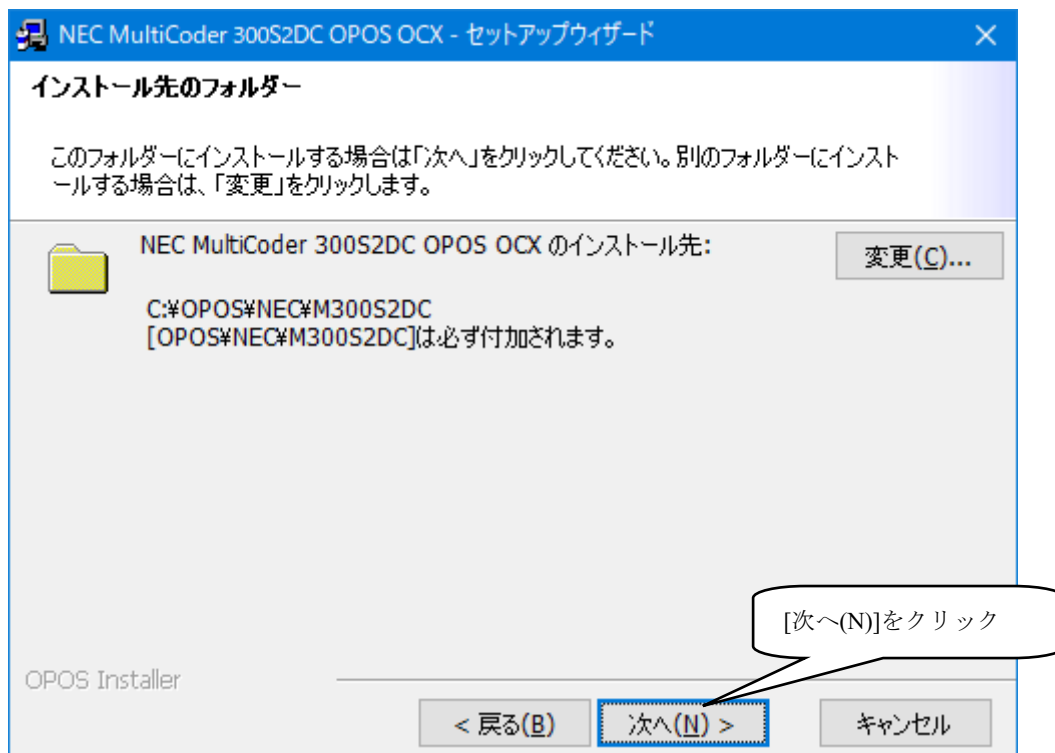 NEC MultiCoder 300S2DC OPOS OCX - セットアップウィザード
インストール先のフォルダー
このフォルダーにインストールする場合は「次へ」をクリックしてください。別のフォルダーにインスト
ールする場合は、「変更」をクリックします。
NEC MultiCoder 300S2DC OPOS OCX のインストール先:
変更(C)...
C:¥OPOS¥NEC¥M300S2DC
[OPOS¥NEC¥M300S2DC]は必ず付加されます。
[次へ(N)]をクリック
OPOS Installer
< 戻る(B)
次へ(N) >
キャンセル